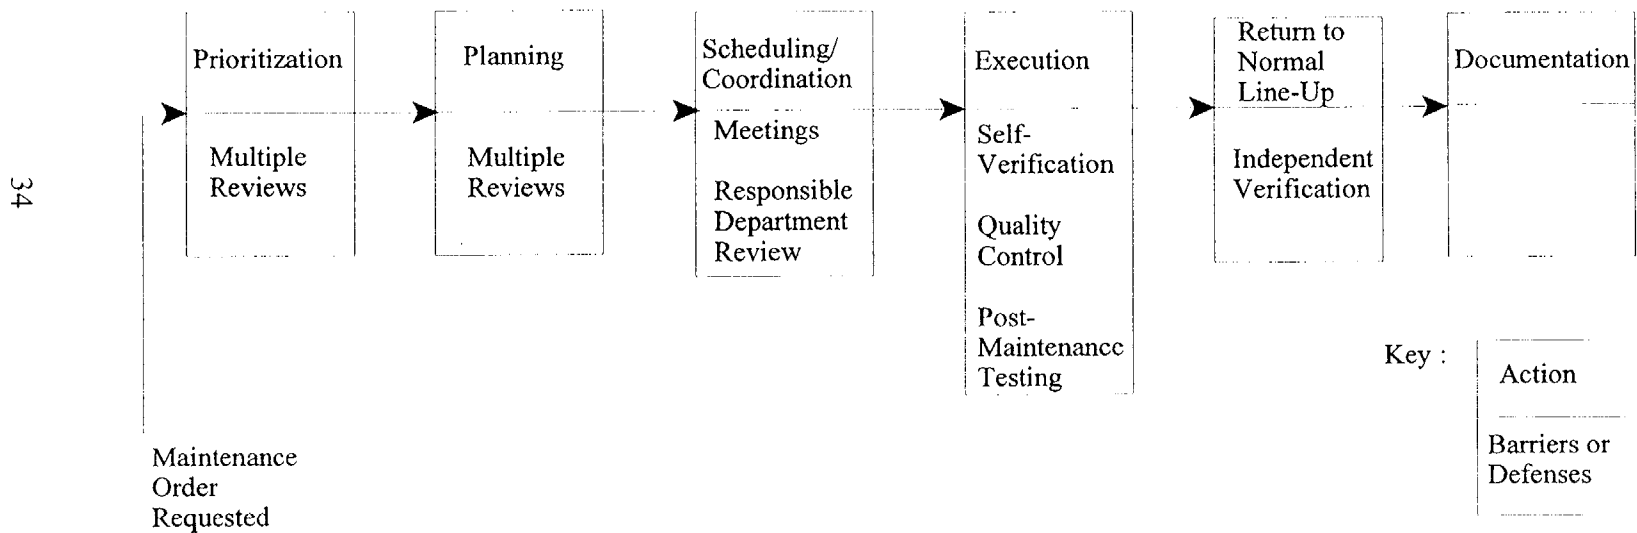 34
Prioritization
Multiple
Reviews
Planning
Multiple
Reviews
Scheduling/
Coordination
Meetings
Responsible
Department
Review
Execution
Self-
Verification
Quality
Control
Post-
Maintenance
Testing
Return to
Normal
Line-Up
Independent
Verification
Documentation
Maintenance
Order
Requested
Key :
Action
Barriers or
Defenses